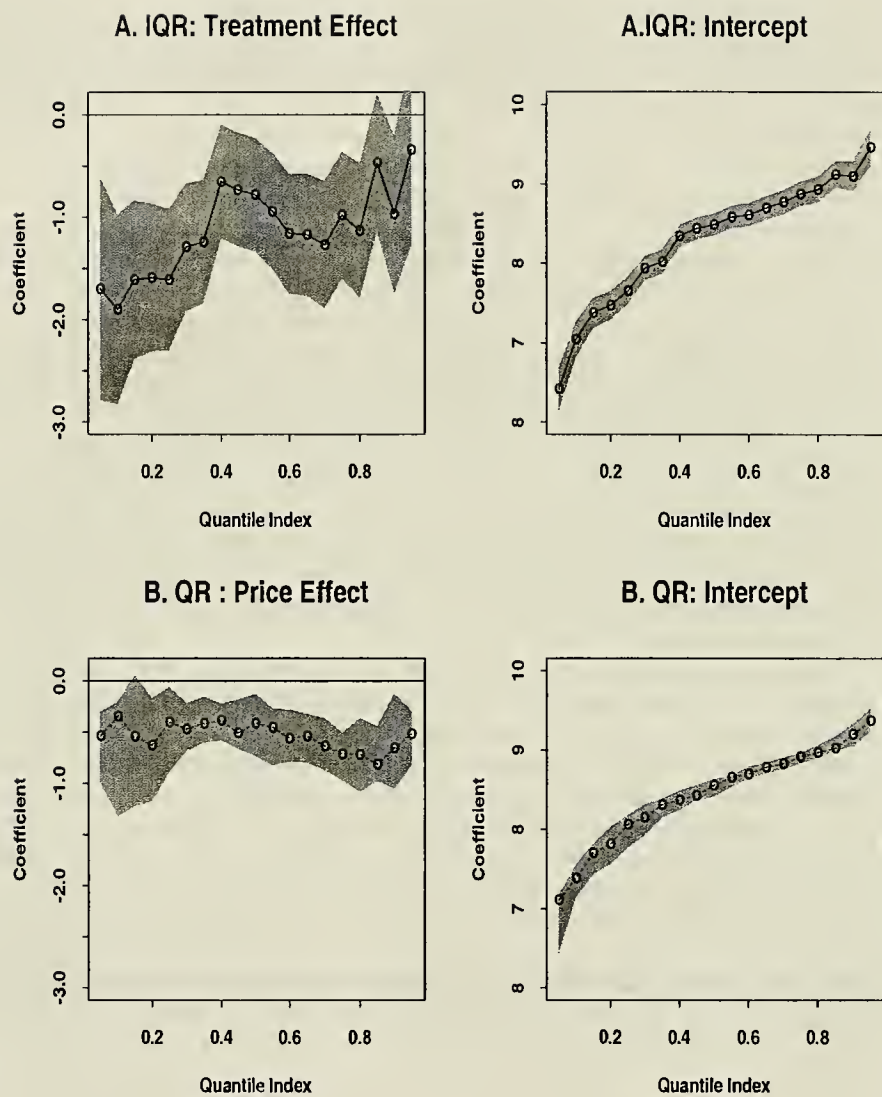 A. IQR: Treatment Effect
Coefficient
0.0
-1.0
-2.0
-3.0
0.2 0.4 0.6 0.8
Quantile Index
A.IQR: Intercept
Coefficient
10
9
8
7
8
0.2 0.4 0.6 0.8
Quantile Index
B. QR : Price Effect
Coefficient
0.0
-1.0
-2.0
-3.0
0.2 0.4 0.6 0.8
Quantile Index
B. QR: Intercept
Coefficient
10
9
8
7
8
0.2 0.4 0.6 0.8
Quantile Index